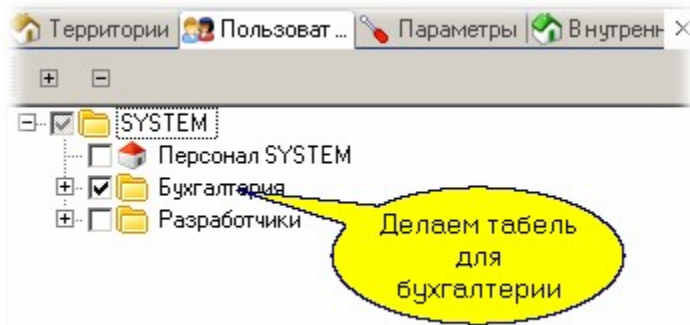 Территории Пользоват ... Параметры Внутренн
SYSTEM
Персонал SYSTEM
Бухгалтерия
Разработчики
Делаем табель
для
бухгалтерии